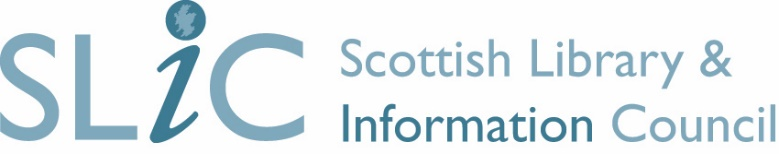 SLiC
Scottish Library &
Information Council